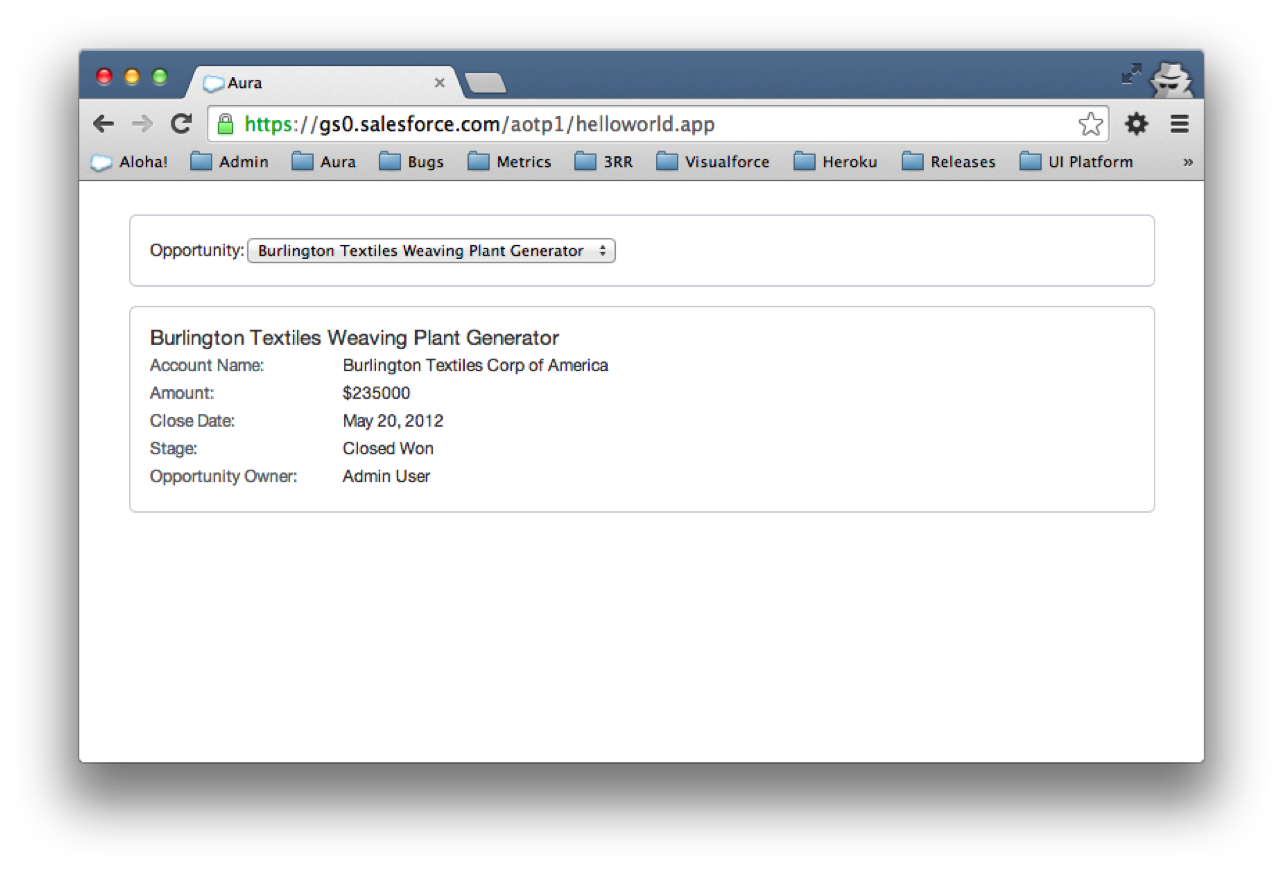 Aura
https://gs0.salesforce.com/aotp1/helloworld.app
Aloha! Admin Aura Bugs Metrics 3RR Visualforce Heroku Releases UI Platform »
Opportunity: Burlington Textiles Weaving Plant Generator
Burlington Textiles Weaving Plant Generator
Account Name: Burlington Textiles Corp of America
Amount: $235000
Close Date: May 20, 2012
Stage: Closed Won
Opportunity Owner: Admin User